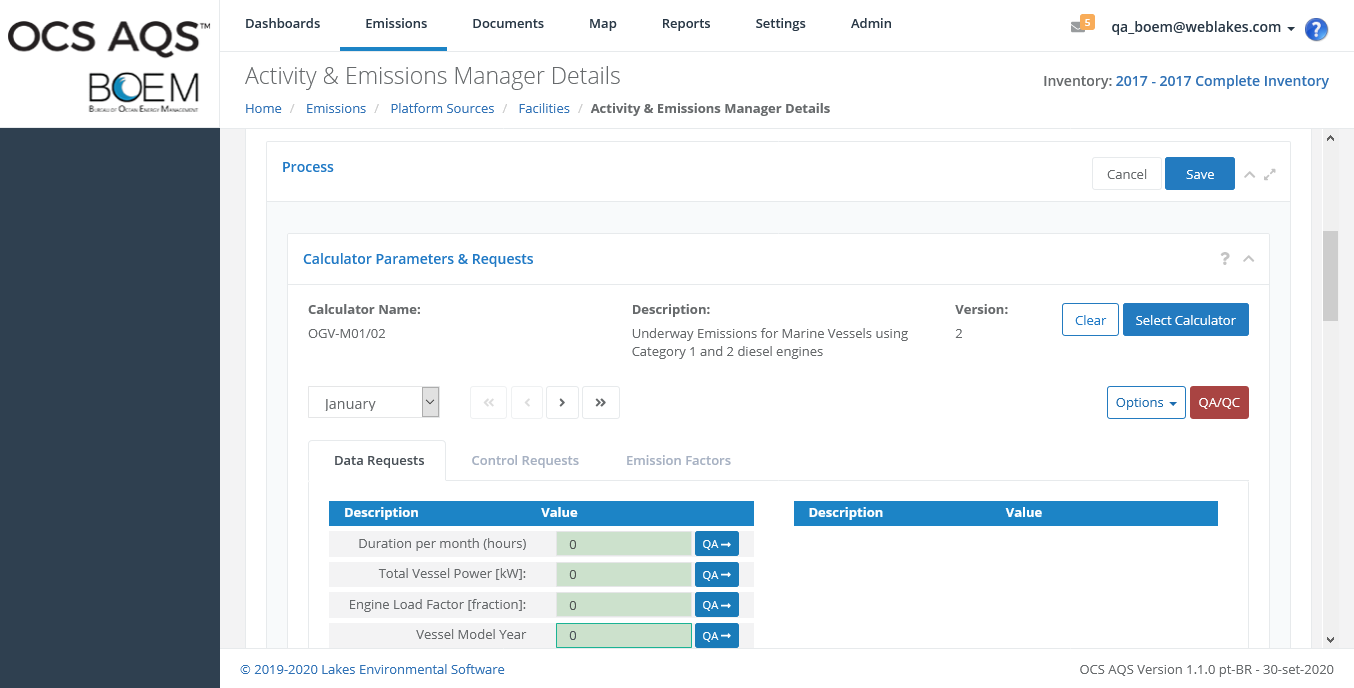 OCS AQS™
BOEM
Bureau of Ocean Energy Management
Dashboards Emissions Documents Map Reports Settings Admin
5 qa_boem@weblakes.com ?
Activity & Emissions Manager Details
Inventory: 2017 - 2017 Complete Inventory
Home / Emissions / Platform Sources / Facilities / Activity & Emissions Manager Details
Process
Cancel Save
Calculator Parameters & Requests ?
Calculator Name: Description: Version:
OGV-M01/02 Underway Emissions for Marine Vessels using 2 Clear Select Calculator
Category 1 and 2 diesel engines
January « ‹ › » Options QA/QC
Data Requests Control Requests Emission Factors
Description Value Description Value
Duration per month (hours) 0 QA→
Total Vessel Power [kW]: 0 QA→
Engine Load Factor [fraction]: 0 QA→
Vessel Model Year 0 QA→
© 2019-2020 Lakes Environmental Software OCS AQS Version 1.1.0 pt-BR - 30-set-2020